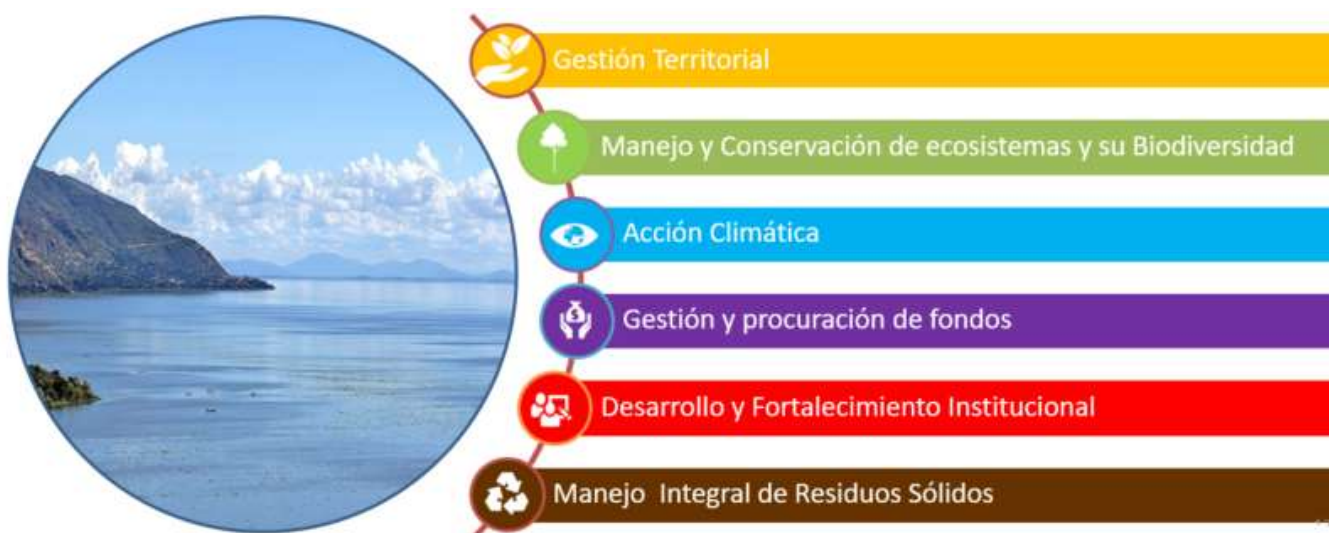 Gestión Territorial
Manejo y Conservación de ecosistemas y su Biodiversidad
Acción Climática
Gestión y procuración de fondos
Desarrollo y Fortalecimiento Institucional
Manejo Integral de Residuos Sólidos